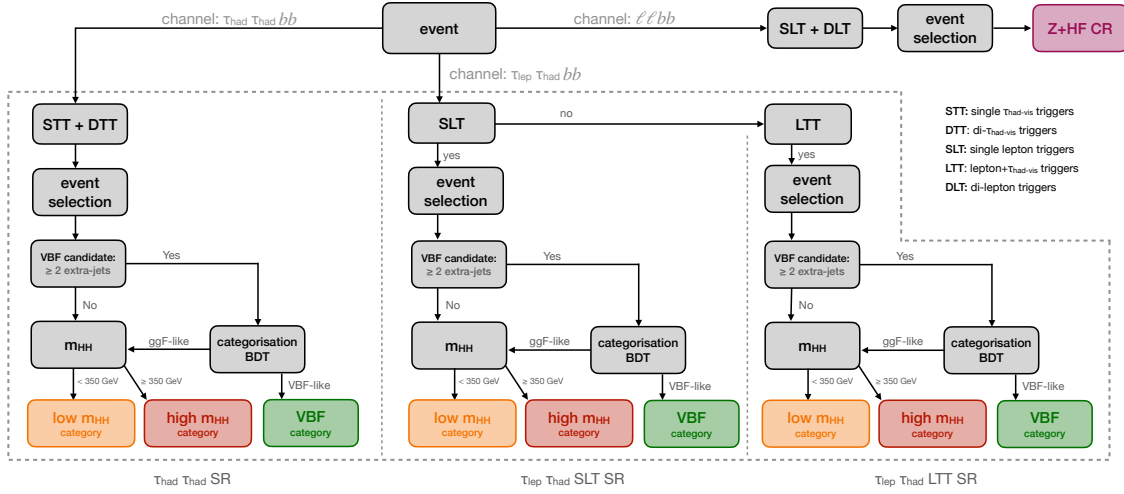 channel: τhad τhad bb
event
channel: ℓℓbb
SLT + DLT
event
selection
Z+HF CR
channel: τlep τhad bb
STT + DTT
SLT
no
LTT
STT: single τhad-vis triggers
DTT: di-τhad-vis triggers
SLT: single lepton triggers
LTT: lepton+τhad-vis triggers
DLT: di-lepton triggers
yes
yes
event
selection
event
selection
event
selection
VBF candidate:
≥ 2 extra-jets
Yes
VBF candidate:
≥ 2 extra-jets
Yes
VBF candidate:
≥ 2 extra-jets
Yes
No
No
No
mHH
ggF-like
categorisation
BDT
mHH
ggF-like
categorisation
BDT
mHH
ggF-like
categorisation
BDT
< 350 GeV
≥ 350 GeV
VBF-like
< 350 GeV
≥ 350 GeV
VBF-like
< 350 GeV
≥ 350 GeV
VBF-like
low mHH
category
high mHH
category
VBF
category
low mHH
category
high mHH
category
VBF
category
low mHH
category
high mHH
category
VBF
category
τhad τhad SR
τlep τhad SLT SR
τlep τhad LTT SR